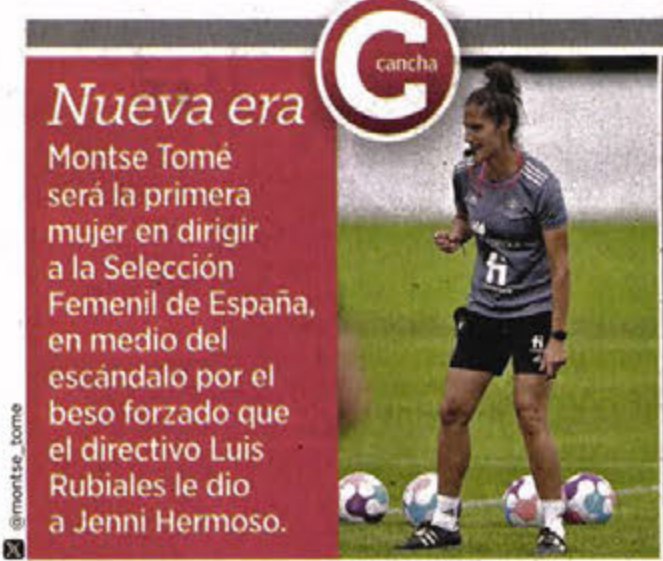 C
cancha
Nueva era
Montse Tomé
será la primera
mujer en dirigir
a la Selección
Femenil de España,
en medio del
escándalo por el
beso forzado que
el directivo Luis
Rubiales le dio
a Jenni Hermoso.
X @montse_tome